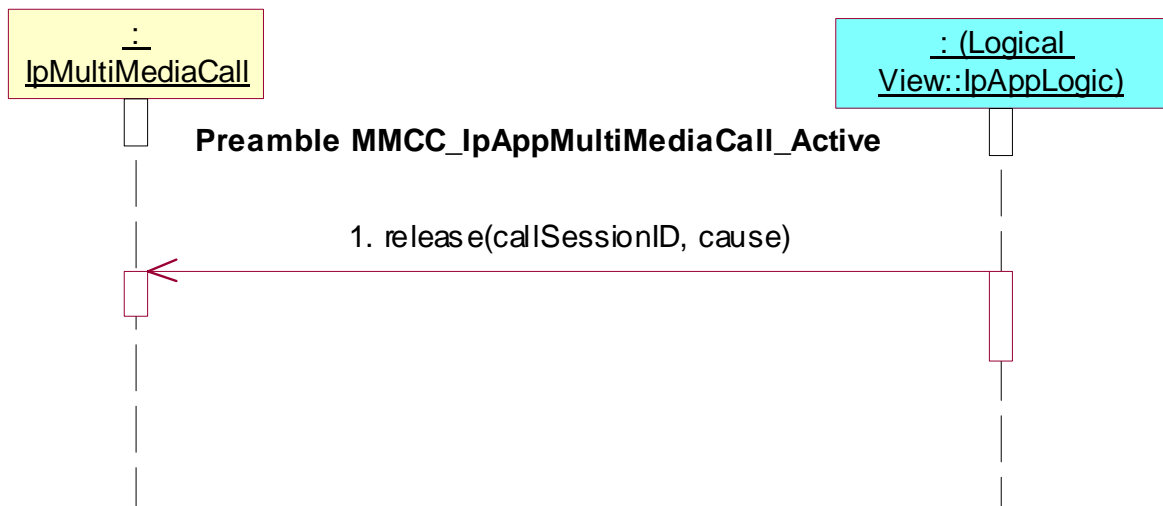 :
IpMultiMediaCall
: (Logical
View::IpAppLogic)
Preamble MMCC_IpAppMultiMediaCall_Active
1. release(callSessionID, cause)